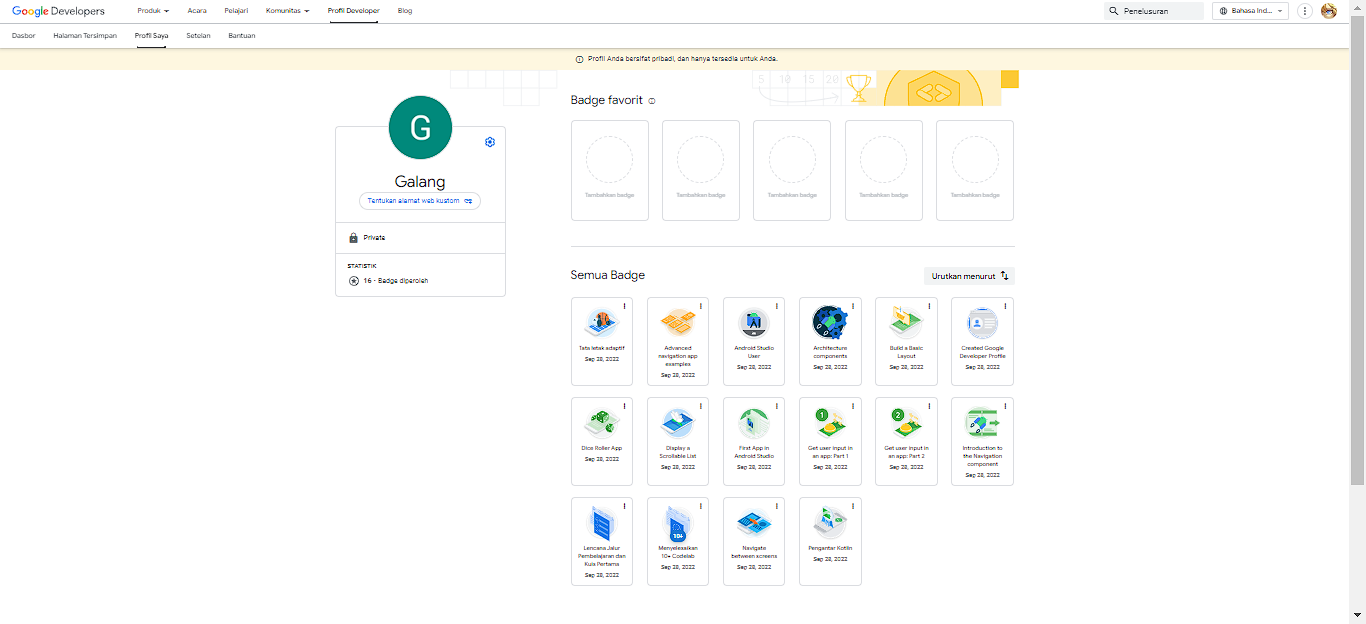 Google Developers
Produk
Acara
Pelajari
Komunitas
Profil Developer
Blog
Penelusuran
Bahasa Ind...
Dasbor
Halaman Tersimpan
Profil Saya
Setelan
Bantuan
Profil Anda bersifat pribadi, dan hanya tersedia untuk Anda.
5 10 15 20
G
Galang
Tentukan alamat web kustom
Private
STATISTIK
16 · Badge diperoleh
Badge favorit
Tambahkan badge
Tambahkan badge
Tambahkan badge
Tambahkan badge
Tambahkan badge
Semua Badge
Urutkan menurut
Tata letak adaptif
Sep 28, 2022
Advanced
navigation app
examples
Sep 28, 2022
Android Studio
User
Sep 28, 2022
Architecture
components
Sep 28, 2022
Build a Basic
Layout
Sep 28, 2022
Created Google
Developer Profile
Sep 28, 2022
Dice Roller App
Sep 28, 2022
Display a
Scrollable List
Sep 28, 2022
First App in
Android Studio
Sep 28, 2022
1
Get user input in
an app: Part 1
Sep 28, 2022
2
Get user input in
an app: Part 2
Sep 28, 2022
Introduction to
the Navigation
component
Sep 28, 2022
Lencana Jalur
Pembelajaran dan
Kuis Pertama
Sep 28, 2022
10+
Menyelesaikan
10+ Codelab
Sep 28, 2022
Navigate
between screens
Sep 28, 2022
Pengantar Kotlin
Sep 28, 2022